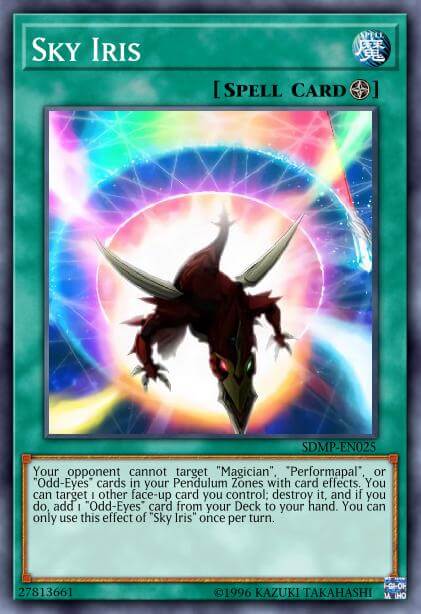 Sky Iris
SPELL
魔
[Spell Card]
SDMP-EN025
Your opponent cannot target "Magician", "Performapal", or
"Odd-Eyes" cards in your Pendulum Zones with card effects. You
can target 1 other face-up card you control; destroy it, and if you
do, add 1 "Odd-Eyes" card from your Deck to your hand. You can
only use this effect of "Sky Iris" once per turn.
27813661
©1996 KAZUKI TAKAHASHI